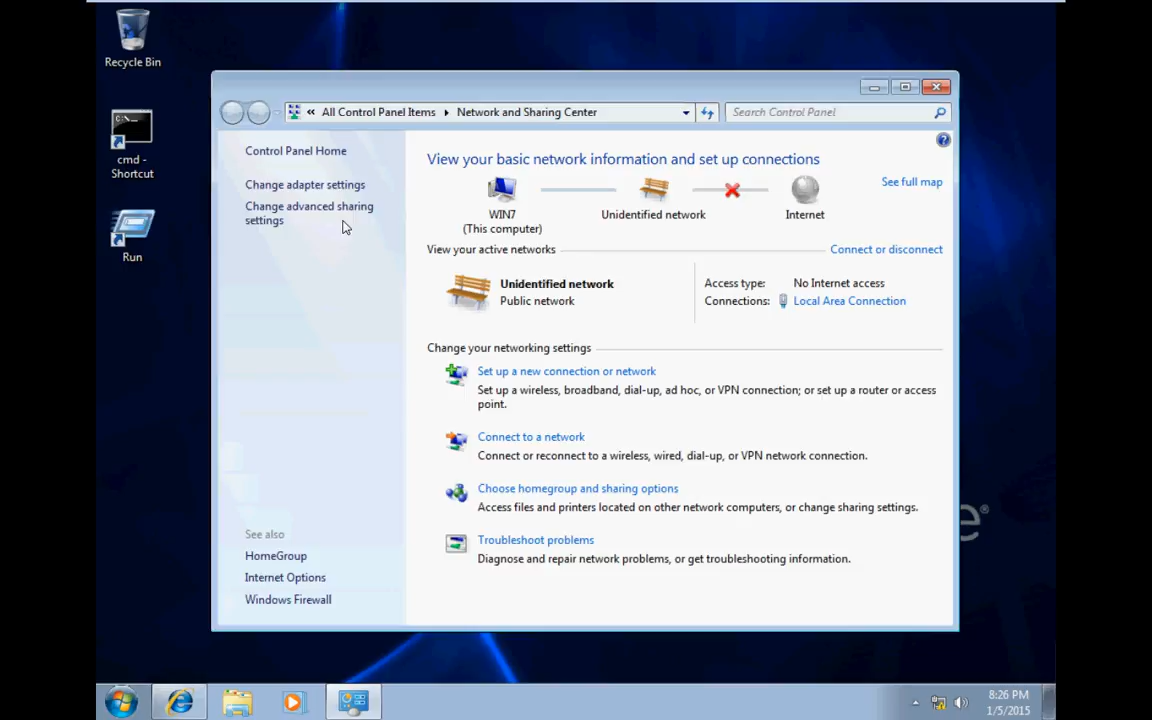 Recycle Bin
cmd -
Shortcut
Run
« All Control Panel Items ▸ Network and Sharing Center
Search Control Panel
Control Panel Home
Change adapter settings
Change advanced sharing
settings
See also
HomeGroup
Internet Options
Windows Firewall
View your basic network information and set up connections
See full map
WIN7
(This computer)
Unidentified network
Internet
View your active networks
Connect or disconnect
Unidentified network
Public network
Access type: No Internet access
Connections: Local Area Connection
Change your networking settings
Set up a new connection or network
Set up a wireless, broadband, dial-up, ad hoc, or VPN connection; or set up a router or access
point.
Connect to a network
Connect or reconnect to a wireless, wired, dial-up, or VPN network connection.
Choose homegroup and sharing options
Access files and printers located on other network computers, or change sharing settings.
Troubleshoot problems
Diagnose and repair network problems, or get troubleshooting information.
8:26 PM
1/5/2015